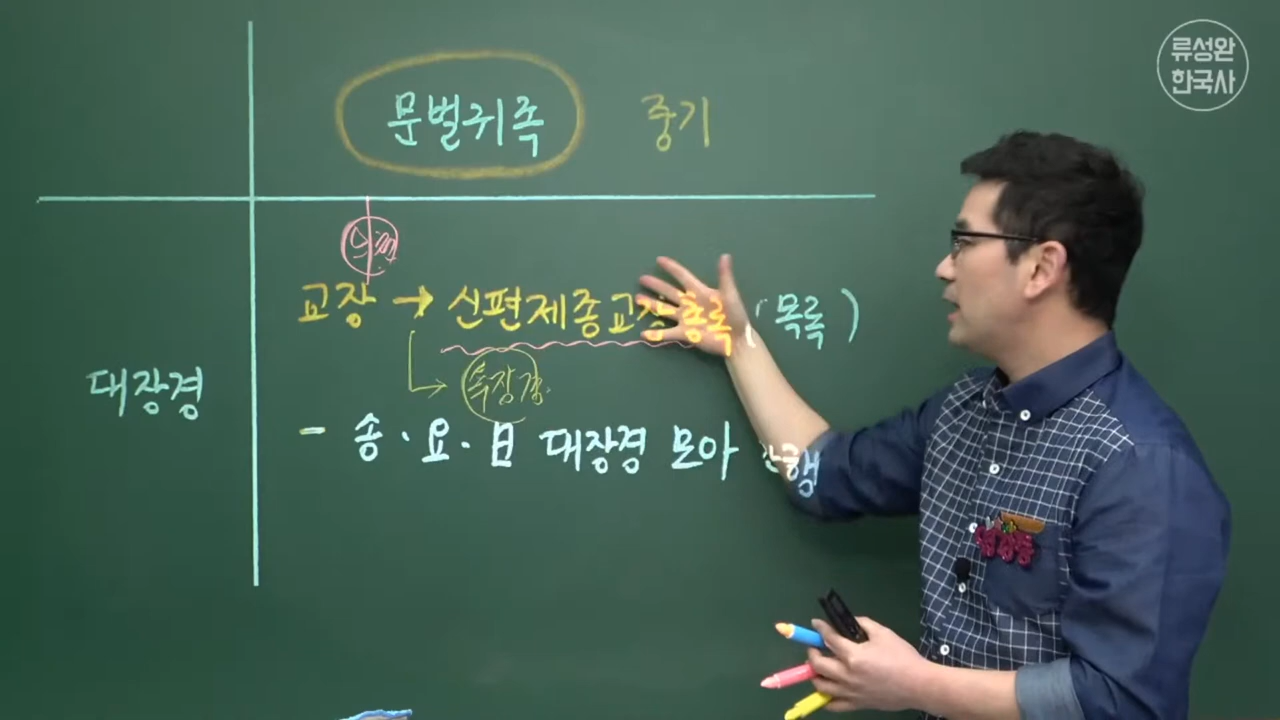 류성완
한국사
문벌귀족 중기
교장 → 신편제종교장총록 (목록)
속장경
대장경
- 송·요·日 대장경 모아 간행